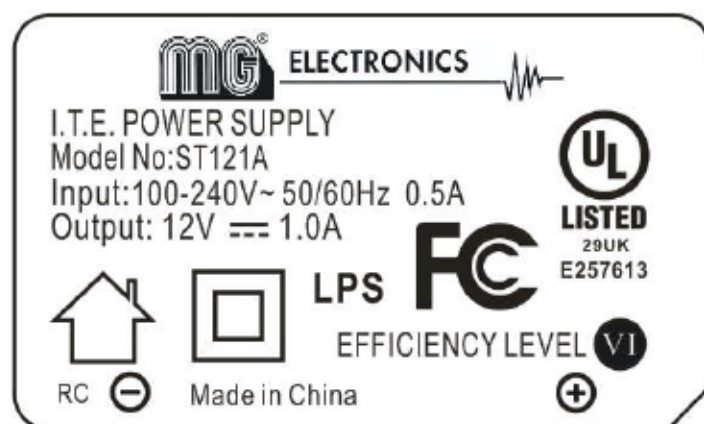 MG® ELECTRONICS
I.T.E. POWER SUPPLY
Model No:ST121A
Input:100-240V~ 50/60Hz 0.5A
Output: 12V ⎓ 1.0A
UL
LISTED
29UK
E257613
LPS
FC
EFFICIENCY LEVEL VI
RC - Made in China +